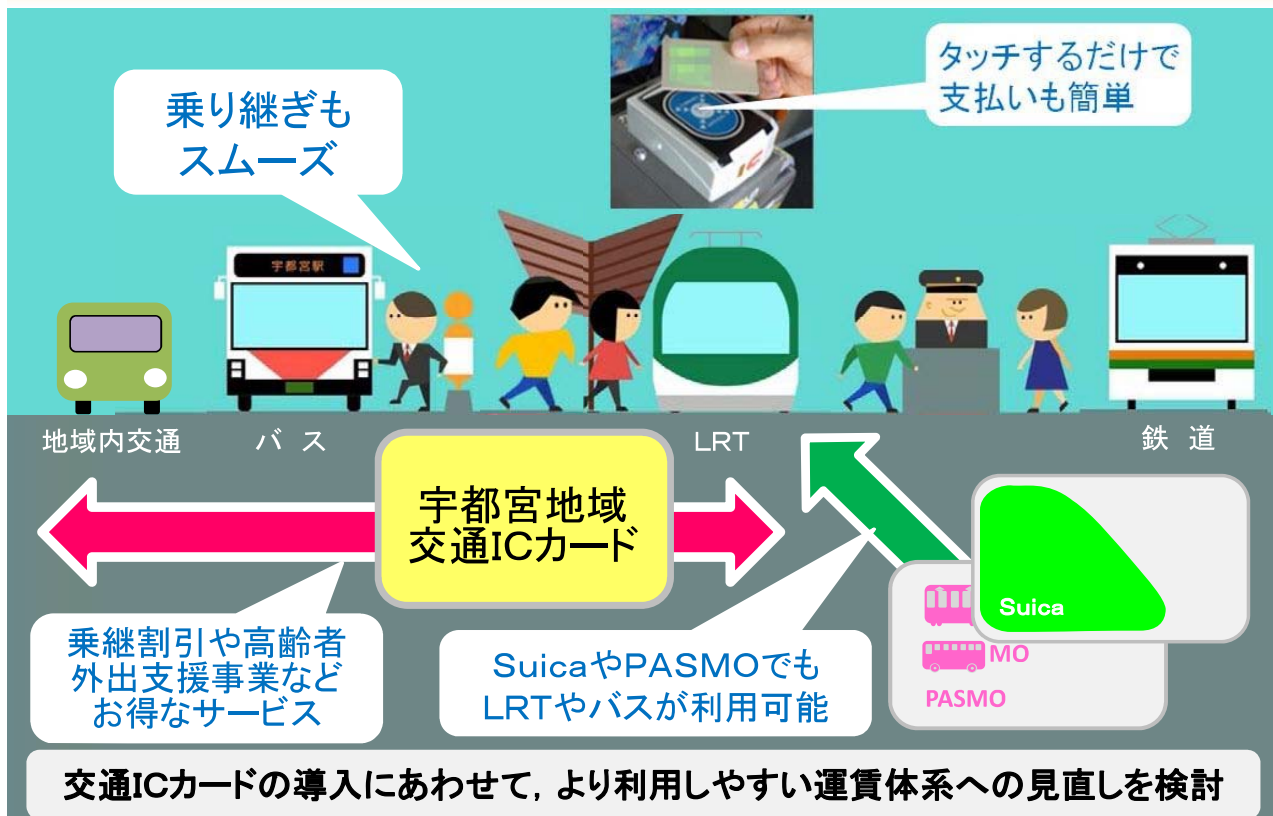 タッチするだけで
支払いも簡単
乗り継ぎも
スムーズ
IC
宇都宮駅
地域内交通
バス
LRT
鉄道
宇都宮地域
交通ICカード
Suica
MO
PASMO
乗継割引や高齢者
外出支援事業など
お得なサービス
SuicaやPASMOでも
LRTやバスが利用可能
交通ICカードの導入にあわせて，より利用しやすい運賃体系への見直しを検討